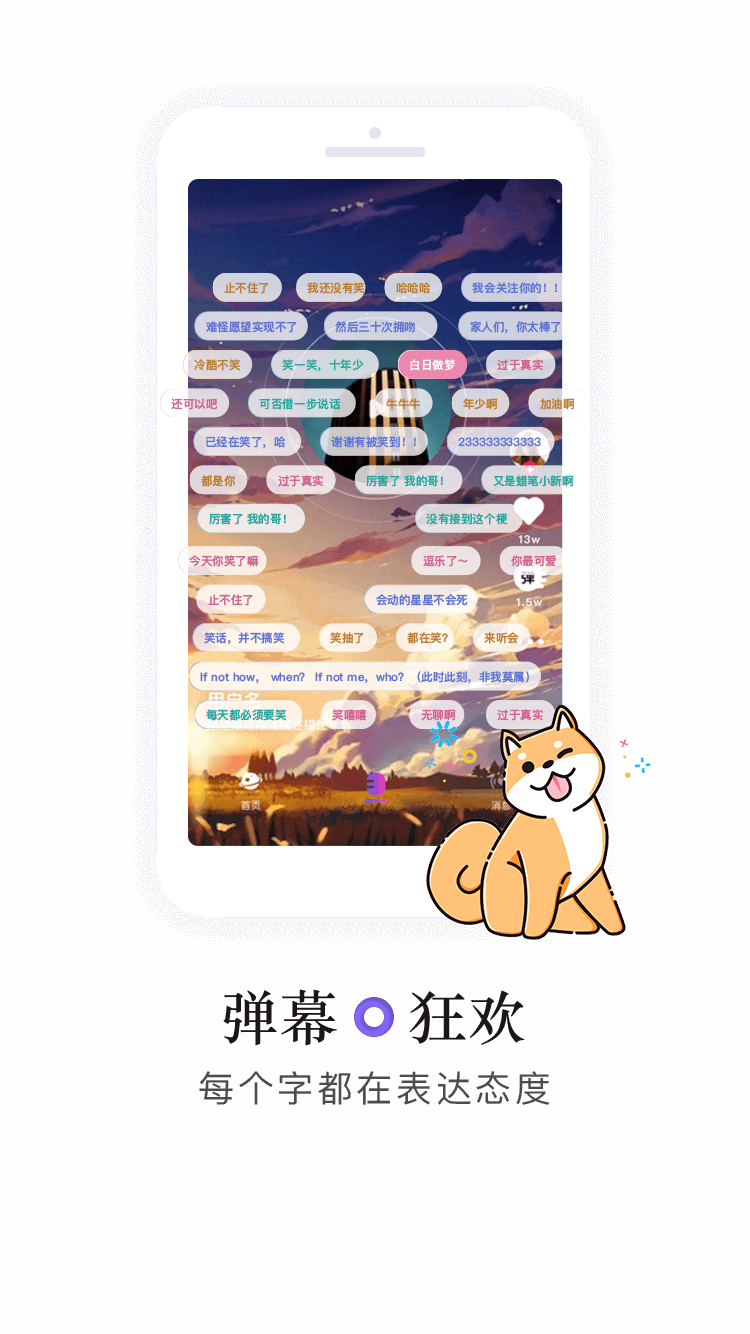 止不住了 我还没有笑 哈哈哈 我会关注你的！！
难怪愿望实现不了 然后三十次拥吻 家人们，你太棒了
冷酷不笑 笑一笑，十年少 白日做梦 过于真实
还可以吧 可否借一步说话 牛牛牛 年少啊 加油啊
已经在笑了，哈 谢谢有被笑到！！ 233333333333
都是你 过于真实 厉害了 我的哥！ 又是蜡笔小新啊
厉害了 我的哥！ 没有接到这个梗
13w
今天你笑了嘛 逗乐了～ 你最可爱
弹
止不住了 会动的星星不会死 1.5w
笑话，并不搞笑 笑抽了 都在笑？ 来听会
If not how, when? If not me, who? （此时此刻，非我莫属）
每天都必须要笑 笑嘻嘻 无聊啊 过于真实
首页 消息
弹幕 狂欢
每个字都在表达态度